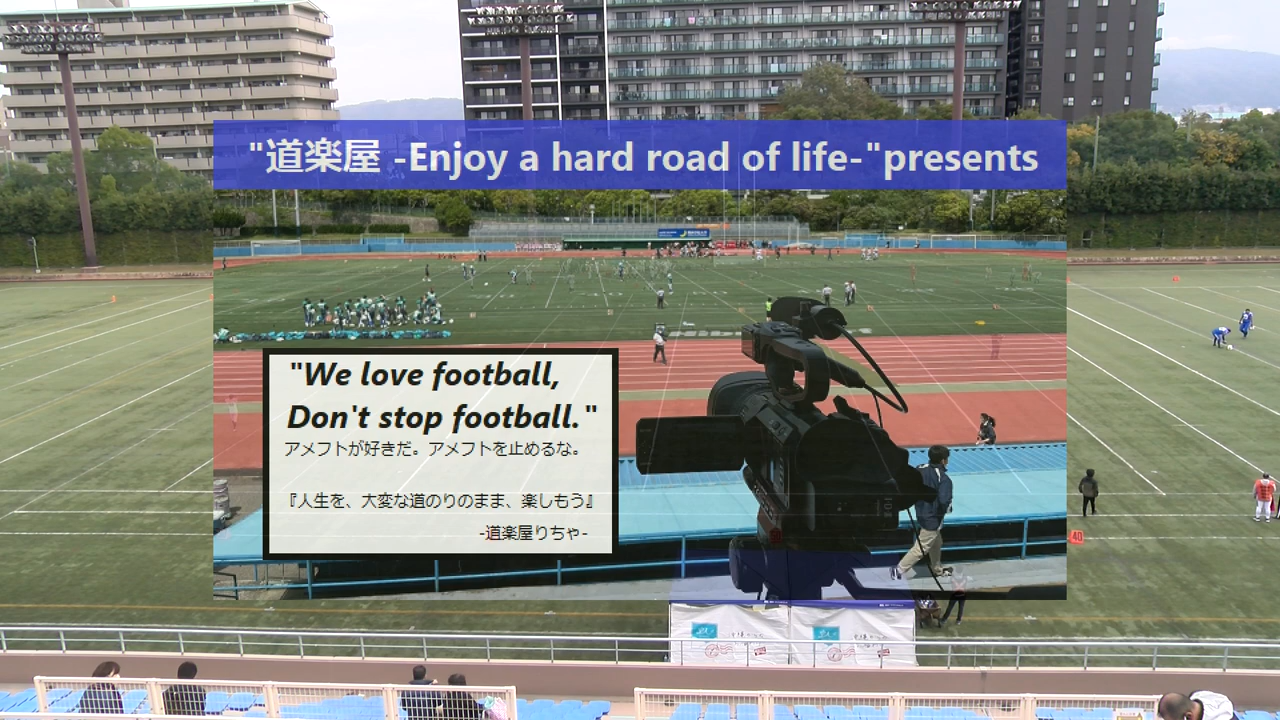 "道楽屋 -Enjoy a hard road of life-"presents
"We love football,
Don't stop football."
アメフトが好きだ。アメフトを止めるな。
『人生を、大変な道のりのまま、楽しもう』
-道楽屋りちゃ-
40